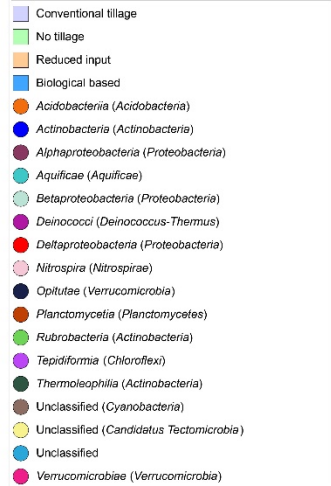 Conventional tillage
No tillage
Reduced input
Biological based
Acidobacteriia (Acidobacteria)
Actinobacteria (Actinobacteria)
Alphaproteobacteria (Proteobacteria)
Aquificae (Aquificae)
Betaproteobacteria (Proteobacteria)
Deinococci (Deinococcus-Thermus)
Deltaproteobacteria (Proteobacteria)
Nitrospira (Nitrospirae)
Opitutae (Verrucomicrobia)
Planctomycetia (Planctomycetes)
Rubrobacteria (Actinobacteria)
Tepidiformia (Chloroflexi)
Thermoleophilia (Actinobacteria)
Unclassified (Cyanobacteria)
Unclassified (Candidatus Tectomicrobia)
Unclassified
Verrucomicrobiae (Verrucomicrobia)